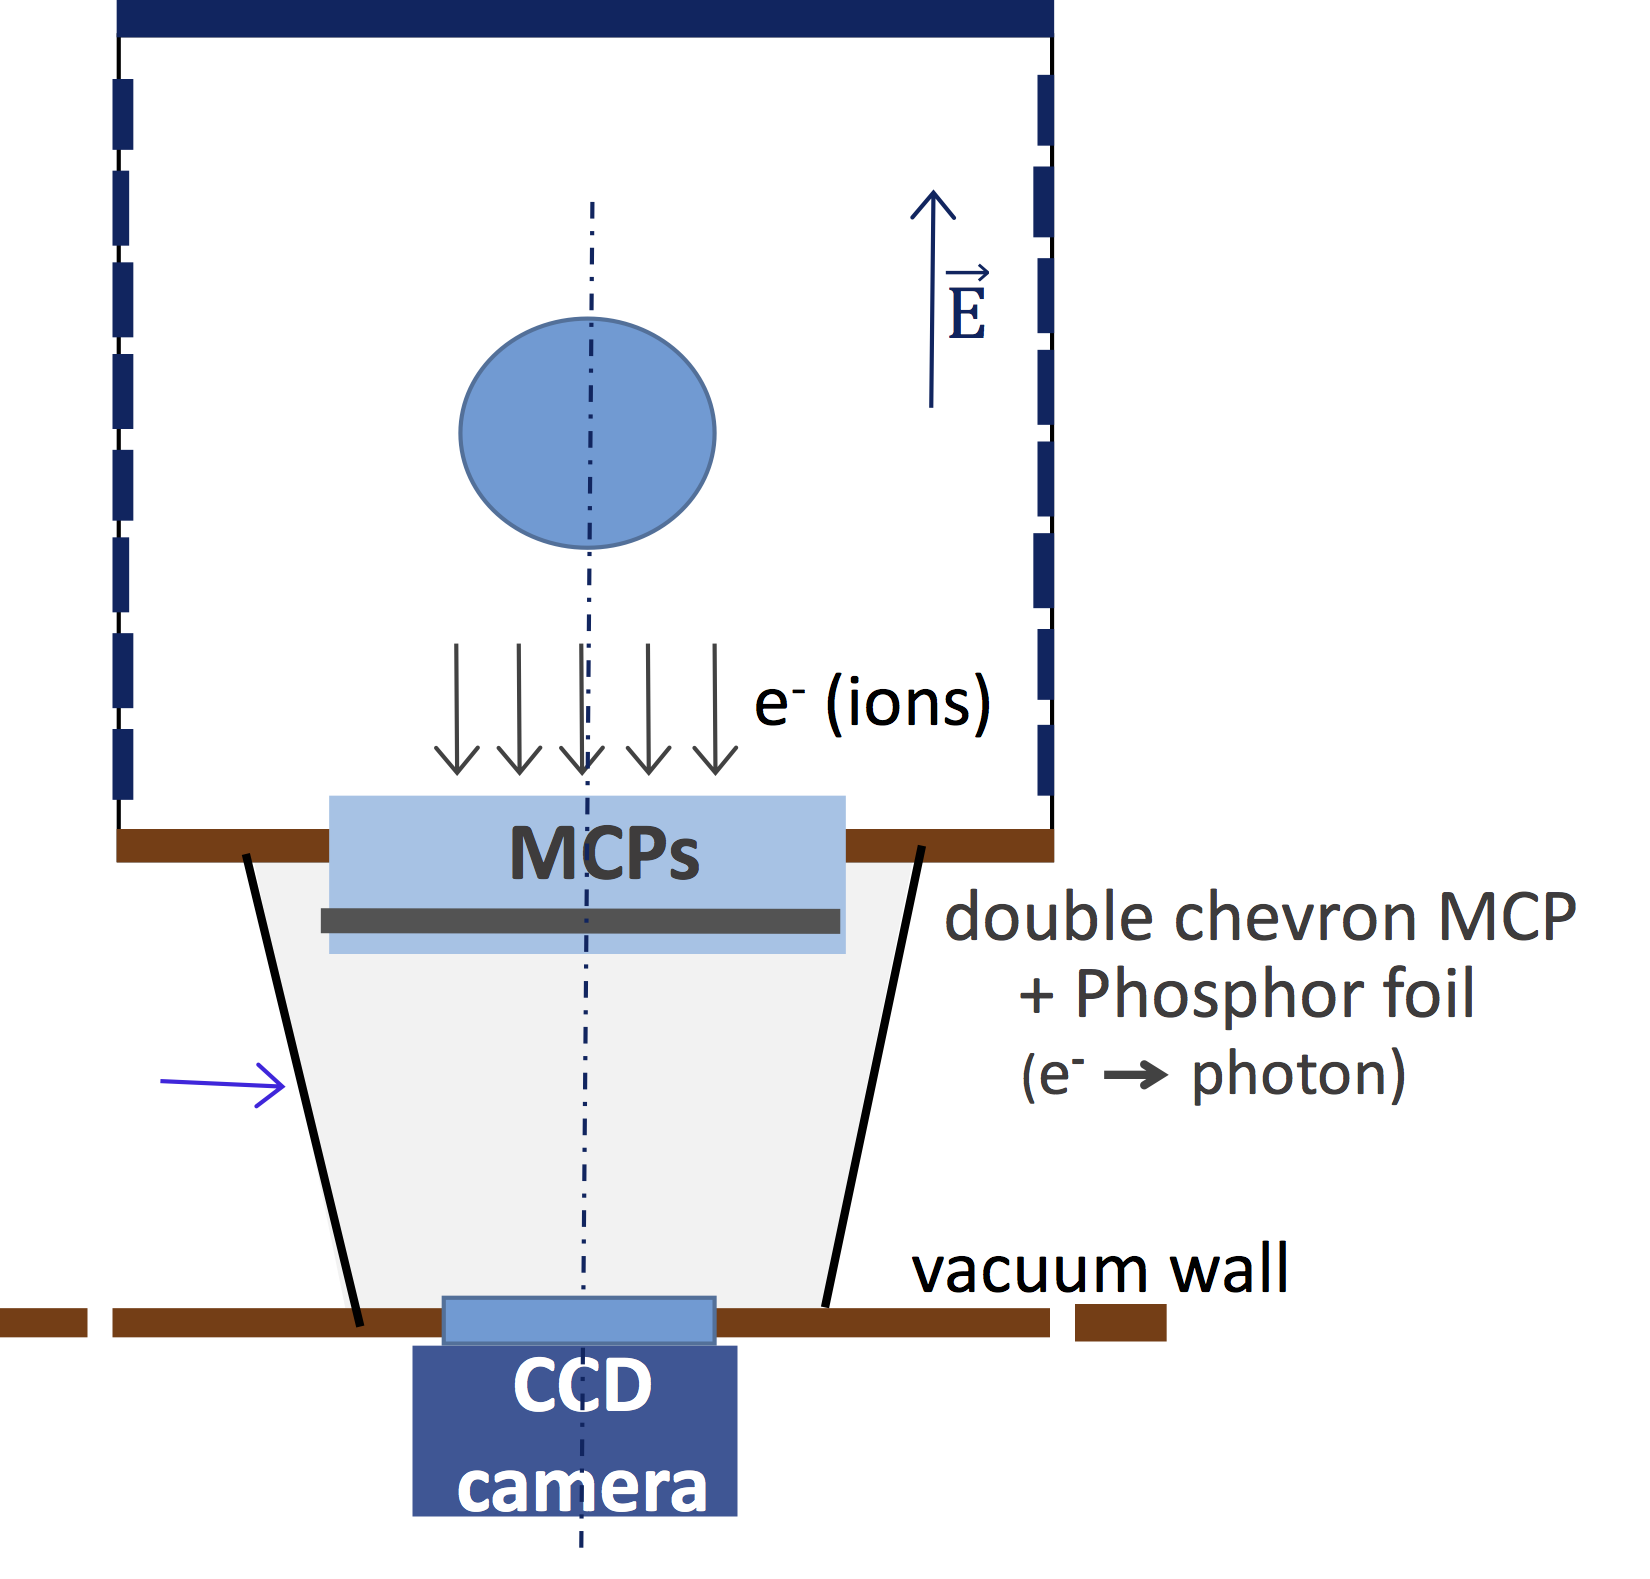 E
e- (ions)
MCPs
double chevron MCP
+ Phosphor foil
(e- → photon)
vacuum wall
CCD
camera